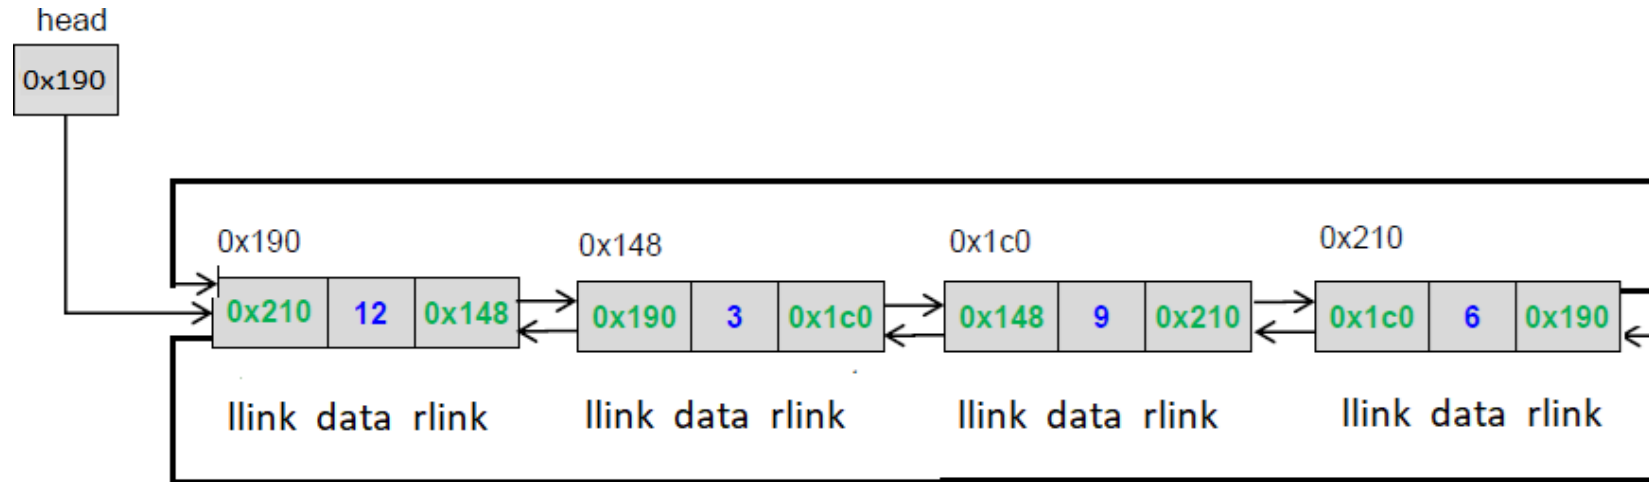 head
0x190
0x190 0x148 0x1c0 0x210
0x210 12 0x148 0x190 3 0x1c0 0x148 9 0x210 0x1c0 6 0x190
llink data rlink llink data rlink llink data rlink llink data rlink